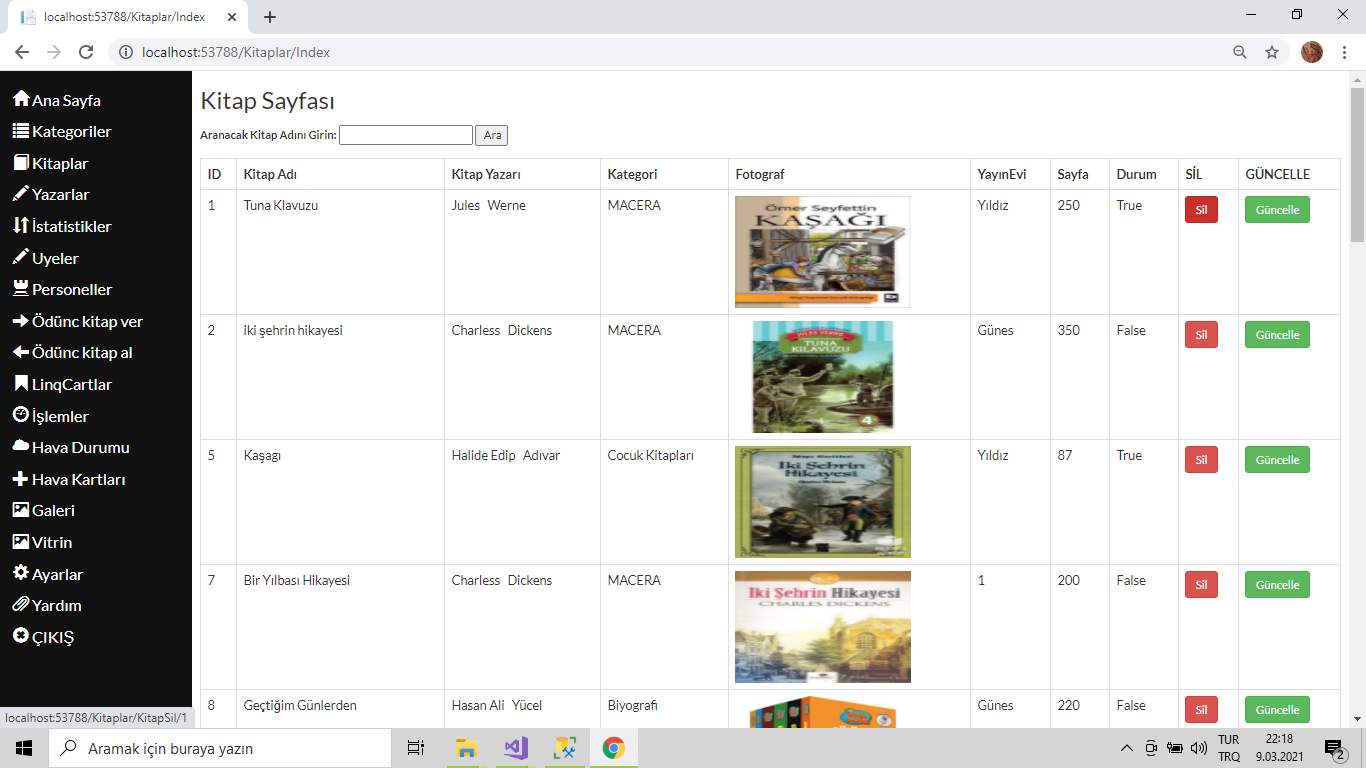 localhost:53788/Kitaplar/Index
localhost:53788/Kitaplar/Index
Ana Sayfa
Kategoriler
Kitaplar
Yazarlar
İstatistikler
Uyeler
Personeller
Ödünc kitap ver
Ödünc kitap al
LinqCartlar
İşlemler
Hava Durumu
Hava Kartları
Galeri
Vitrin
Ayarlar
Yardım
ÇIKIŞ
Kitap Sayfası
Aranacak Kitap Adını Girin: Ara
ID Kitap Adı Kitap Yazarı Kategori Fotograf YayınEvi Sayfa Durum SİL GÜNCELLE
1 Tuna Klavuzu Jules Werne MACERA Yıldız 250 True Sil Güncelle
Ömer Seyfettin
KAŞAĞI
2 iki şehrin hikayesi Charless Dickens MACERA Günes 350 False Sil Güncelle
JULES VERNE
TUNA
KILAVUZU
4
5 Kaşagı Halide Edip Adıvar Cocuk Kitapları Yıldız 87 True Sil Güncelle
İki Şehrin
Hikayesi
7 Bir Yılbası Hikayesi Charless Dickens MACERA 1 200 False Sil Güncelle
İki Şehrin Hikayesi
CHARLES DICKENS
8 Geçtiğim Günlerden Hasan Ali Yücel Biyografi Günes 220 False Sil Güncelle
localhost:53788/Kitaplar/KitapSil/1
Aramak için buraya yazın
TUR
TRQ
22:18
9.03.2021
2